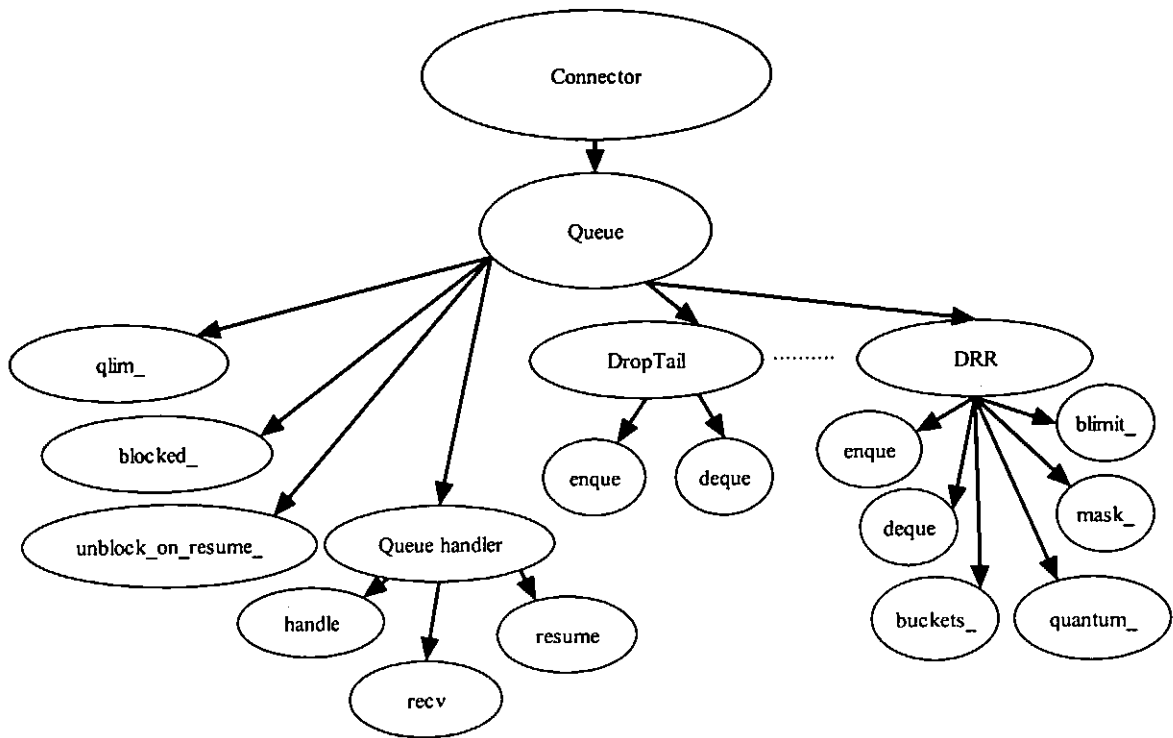 Connector
Queue
qlim_
DropTail
DRR
blimit_
blocked_
enque
deque
enque
mask_
deque
unblock_on_resume_
Queue handler
handle
resume
buckets_
quantum_
recv